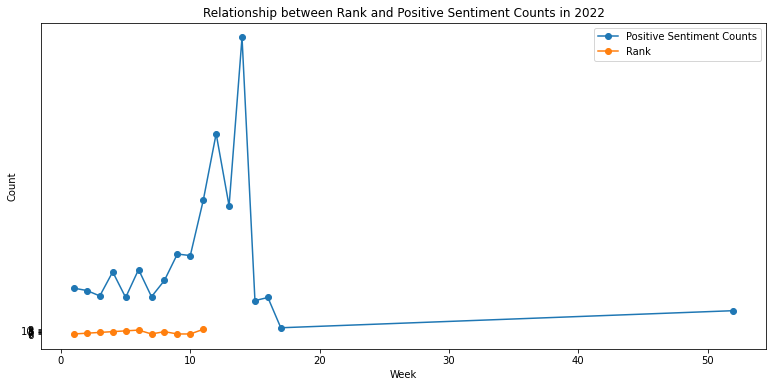 Relationship between Rank and Positive Sentiment Counts in 2022
Positive Sentiment Counts
Rank
Count
0
10
20
30
40
50
Week